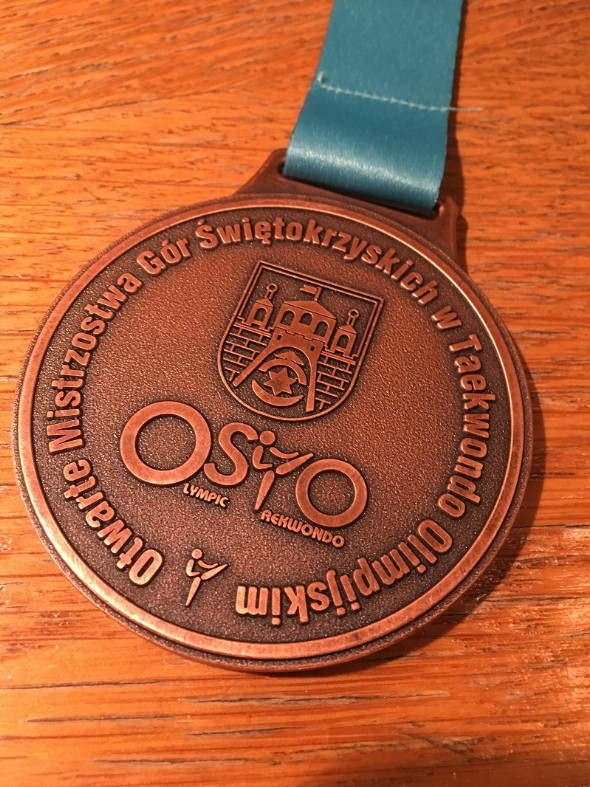 Otwarte Mistrzostwa Gór Świętokrzyskich w Taekwondo Olimpijskim
OSTO
LYMPIC
AEKWONDO